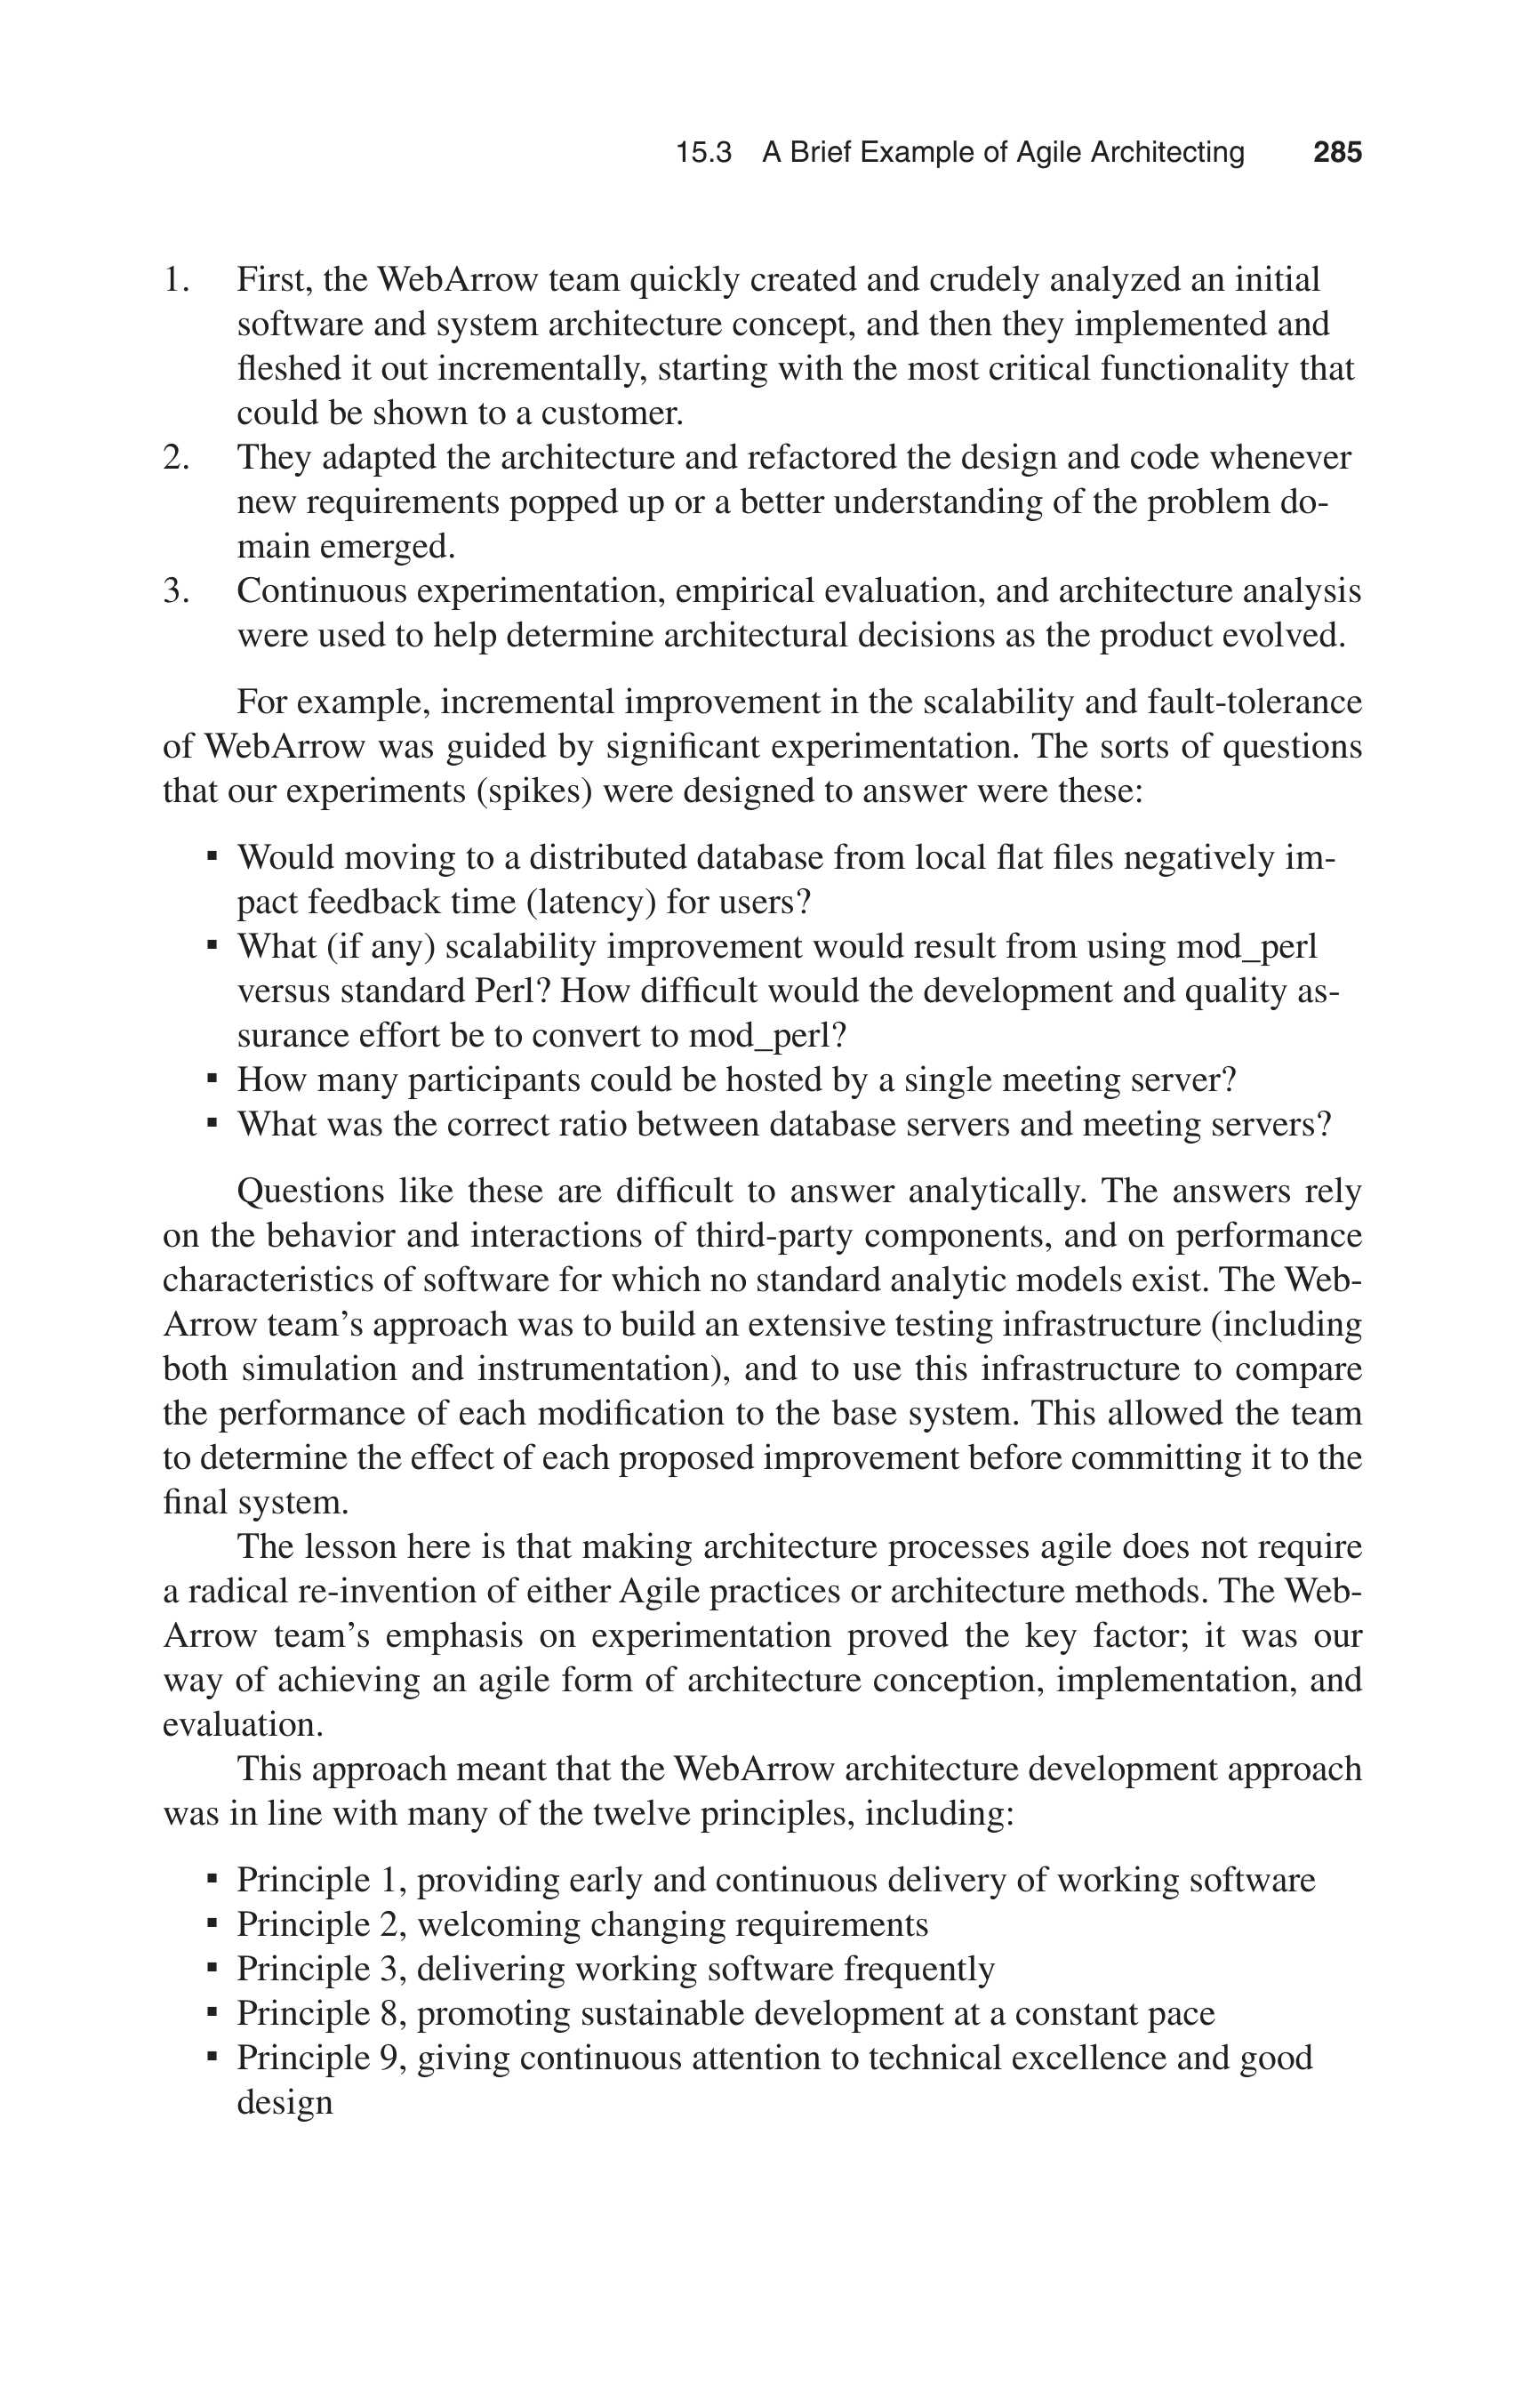 15.3 A Brief Example of Agile Architecting 285
1. First, the WebArrow team quickly created and crudely analyzed an initial
software and system architecture concept, and then they implemented and
fleshed it out incrementally, starting with the most critical functionality that
could be shown to a customer.
2. They adapted the architecture and refactored the design and code whenever
new requirements popped up or a better understanding of the problem do-
main emerged.
3. Continuous experimentation, empirical evaluation, and architecture analysis
were used to help determine architectural decisions as the product evolved.
For example, incremental improvement in the scalability and fault-tolerance
of WebArrow was guided by significant experimentation. The sorts of questions
that our experiments (spikes) were designed to answer were these:
▪ Would moving to a distributed database from local flat files negatively im-
pact feedback time (latency) for users?
▪ What (if any) scalability improvement would result from using mod_perl
versus standard Perl? How difficult would the development and quality as-
surance effort be to convert to mod_perl?
▪ How many participants could be hosted by a single meeting server?
▪ What was the correct ratio between database servers and meeting servers?
Questions like these are difficult to answer analytically. The answers rely
on the behavior and interactions of third-party components, and on performance
characteristics of software for which no standard analytic models exist. The Web-
Arrow team's approach was to build an extensive testing infrastructure (including
both simulation and instrumentation), and to use this infrastructure to compare
the performance of each modification to the base system. This allowed the team
to determine the effect of each proposed improvement before committing it to the
final system.
The lesson here is that making architecture processes agile does not require
a radical re-invention of either Agile practices or architecture methods. The Web-
Arrow team's emphasis on experimentation proved the key factor; it was our
way of achieving an agile form of architecture conception, implementation, and
evaluation.
This approach meant that the WebArrow architecture development approach
was in line with many of the twelve principles, including:
▪ Principle 1, providing early and continuous delivery of working software
▪ Principle 2, welcoming changing requirements
▪ Principle 3, delivering working software frequently
▪ Principle 8, promoting sustainable development at a constant pace
▪ Principle 9, giving continuous attention to technical excellence and good
design